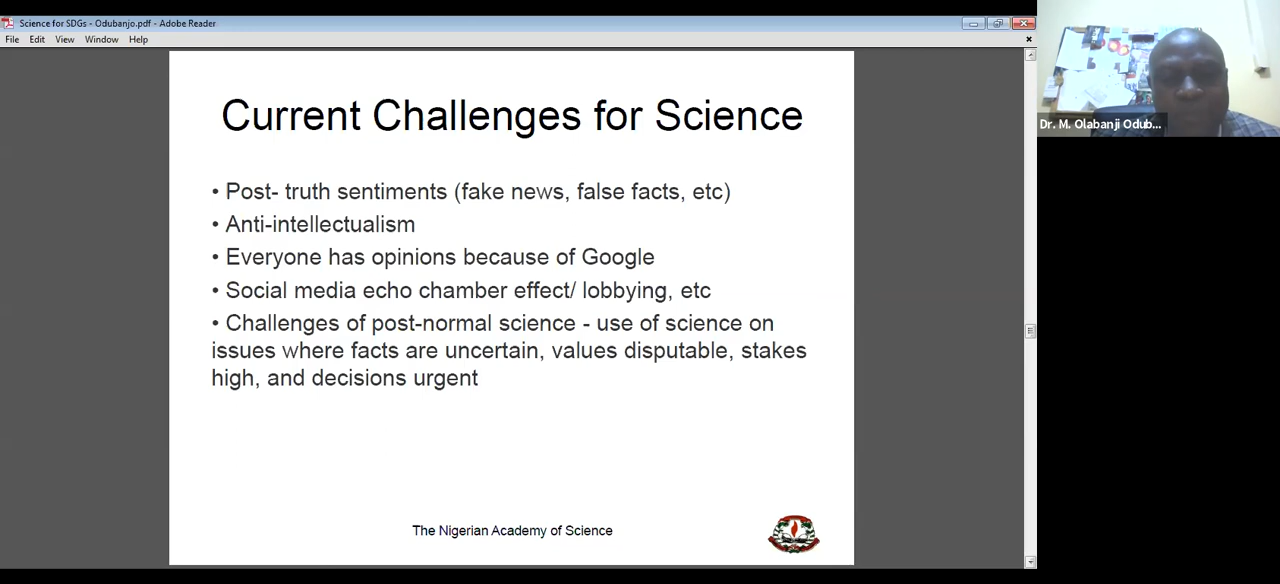 Science for SDGs - Odubanjo.pdf - Adobe Reader
File Edit View Window Help
Current Challenges for Science
• Post- truth sentiments (fake news, false facts, etc)
• Anti-intellectualism
• Everyone has opinions because of Google
• Social media echo chamber effect/ lobbying, etc
• Challenges of post-normal science - use of science on
issues where facts are uncertain, values disputable, stakes
high, and decisions urgent
The Nigerian Academy of Science
Dr. M. Olabanji Odub...